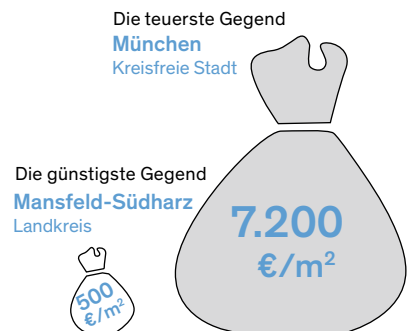 Die teuerste Gegend
München
Kreisfreie Stadt
Die günstigste Gegend
Mansfeld-Südharz
Landkreis
7.200
€/m²
500
€/m²